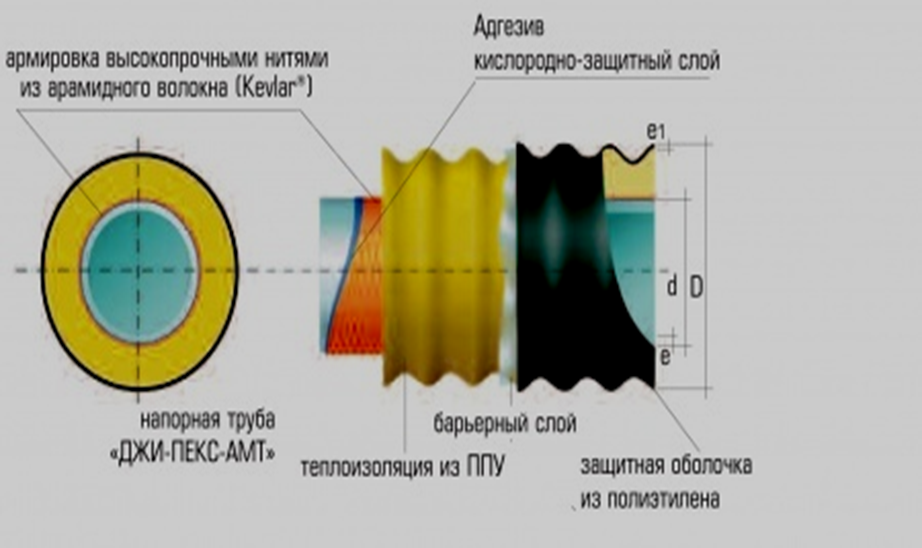 Адгезив
кислородно-защитный слой
армировка высокопрочными нитями
из арамидного волокна (Kevlar®)
e1
d
D
e
напорная труба
«ДЖИ-ПЕКС-АМТ»
барьерный слой
теплоизоляция из ППУ
защитная оболочка
из полиэтилена